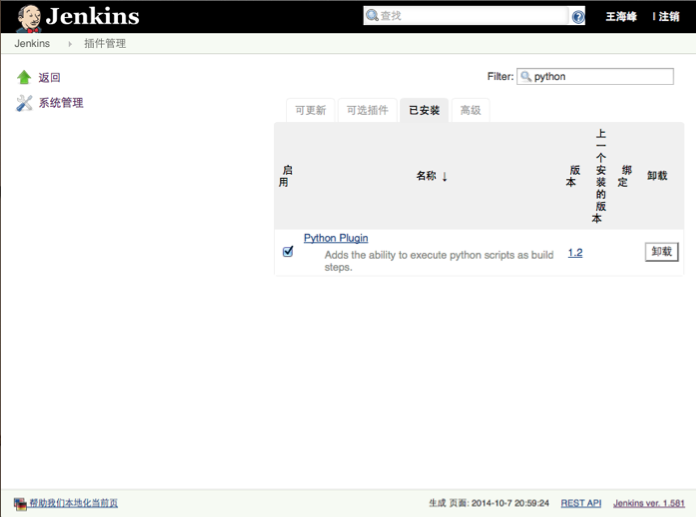 Jenkins
查找
王海峰
注销
Jenkins
插件管理
返回
系统管理
Filter:
python
可更新
可选插件
已安装
高级
启用
名称 ↓
版本
上一个安装的版本
绑定
卸载
Python Plugin
Adds the ability to execute python scripts as build
steps.
1.2
卸载
帮助我们本地化当前页
生成 页面: 2014-10-7 20:59:24
REST API
Jenkins ver. 1.581